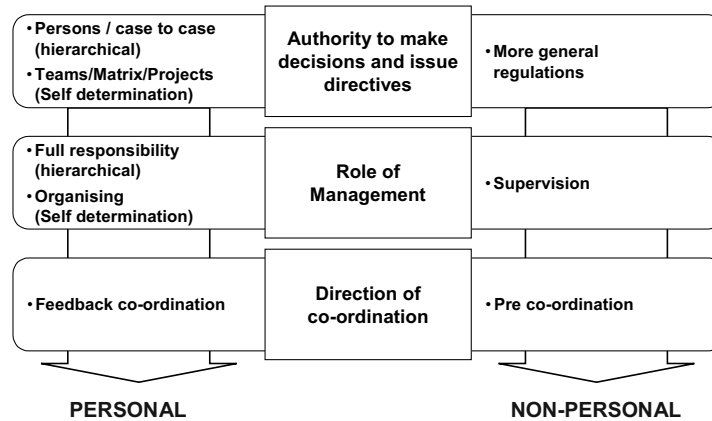 • Persons / case to case
(hierarchical)
• Teams/Matrix/Projects
(Self determination)
Authority to make
decisions and issue
directives
• More general
regulations
• Full responsibility
(hierarchical)
• Organising
(Self determination)
Role of
Management
• Supervision
• Feedback co-ordination
Direction of
co-ordination
• Pre co-ordination
PERSONAL
NON-PERSONAL